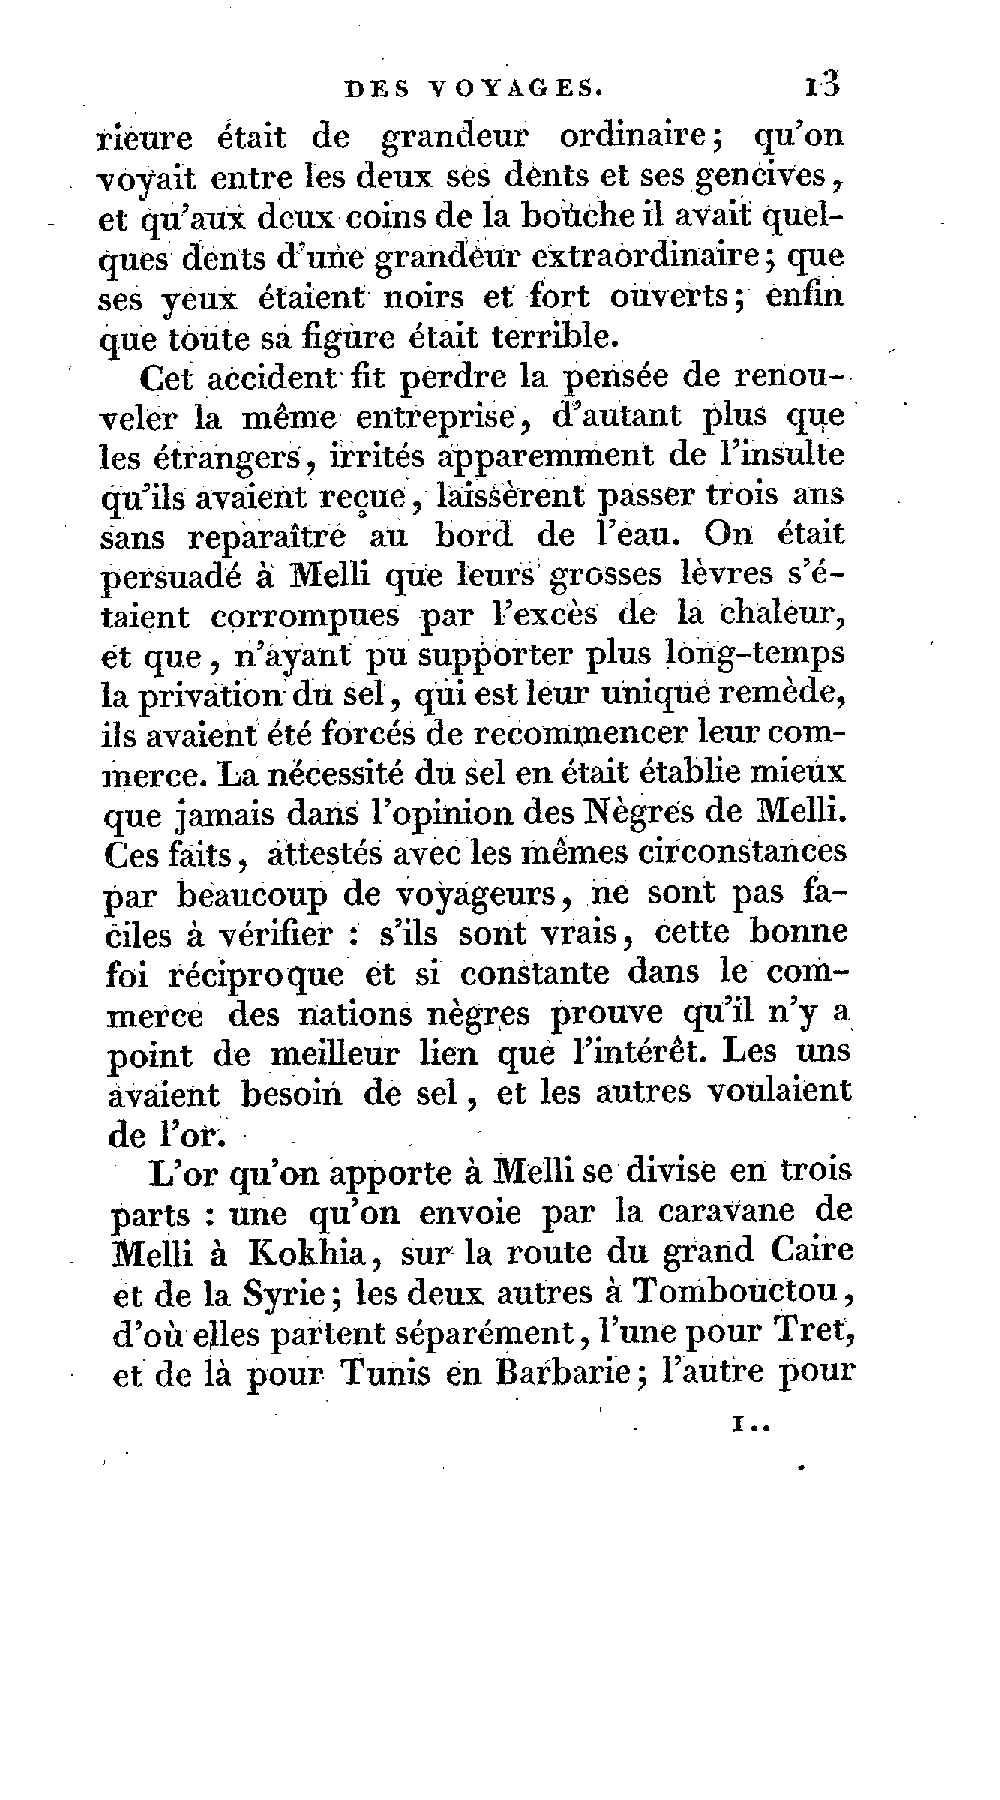 DES VOYAGES. 13
rieure était de grandeur ordinaire; qu'on
voyait entre les deux ses dents et ses gencives,
et qu'aux deux coins de la bouche il avait quel-
ques dents d'une grandeur extraordinaire; que
ses yeux étaient noirs et fort ouverts; enfin
que toute sa figure était terrible.
Cet accident fit perdre la pensée de renou-
veler la même entreprise, d'autant plus que
les étrangers, irrités apparemment de l'insulte
qu'ils avaient reçue, laissèrent passer trois ans
sans reparaître au bord de l'eau. On était
persuadé à Melli que leurs grosses lèvres s'é-
taient corrompues par l'excès de la chaleur,
et que, n'ayant pu supporter plus long-temps
la privation du sel, qui est leur unique remède,
ils avaient été forcés de recommencer leur com-
merce. La nécessité du sel en était établie mieux
que jamais dans l'opinion des Nègres de Melli.
Ces faits, attestés avec les mêmes circonstances
par beaucoup de voyageurs, ne sont pas fa-
ciles à vérifier : s'ils sont vrais, cette bonne
foi réciproque et si constante dans le com-
merce des nations nègres prouve qu'il n'y a
point de meilleur lien que l'intérêt. Les uns
avaient besoin de sel, et les autres voulaient
de l'or.
L'or qu'on apporte à Melli se divise en trois
parts : une qu'on envoie par la caravane de
Melli à Kokhia, sur la route du grand Caire
et de la Syrie; les deux autres à Tombouctou,
d'où elles partent séparément, l'une pour Tret,
et de là pour Tunis en Barbarie; l'autre pour
I..